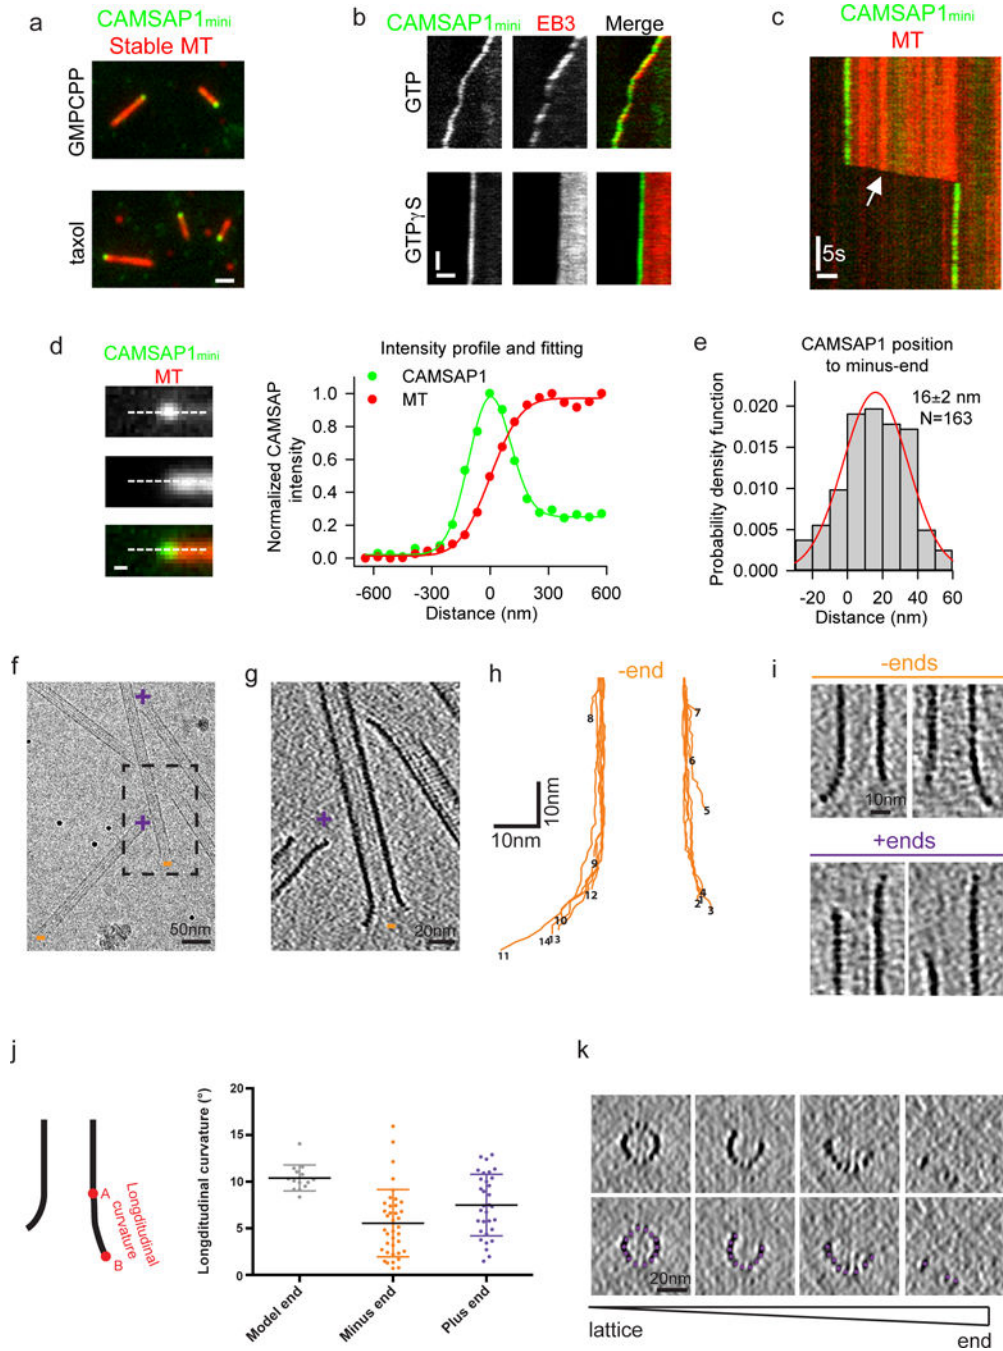 a
CAMSAP1mini
Stable MT
GMPCPP
taxol
b
CAMSAP1mini EB3 Merge
GTP
GTPγS
c
CAMSAP1mini
MT
5s
d
CAMSAP1mini
MT
Intensity profile and fitting
CAMSAP1
MT
Normalized CAMSAP
intensity
1.0
0.8
0.6
0.4
0.2
0.0
-600 -300 0 300 600
Distance (nm)
e
CAMSAP1 position
to minus-end
16±2 nm
N=163
Probability density function
0.020
0.015
0.010
0.005
0.000
-20 0 20 40 60
Distance (nm)
f
+
+
-
-
50nm
g
+
-
20nm
h
-end
10nm
10nm
8
9
12
10
1413
11
7
6
5
4
1
2
3
i
-ends
10nm
+ends
j
A
B
Longditudinal
curvature
Longditudinal curvature (°)
20
15
10
5
0
Model end
Minus end
Plus end
k
20nm
lattice
end